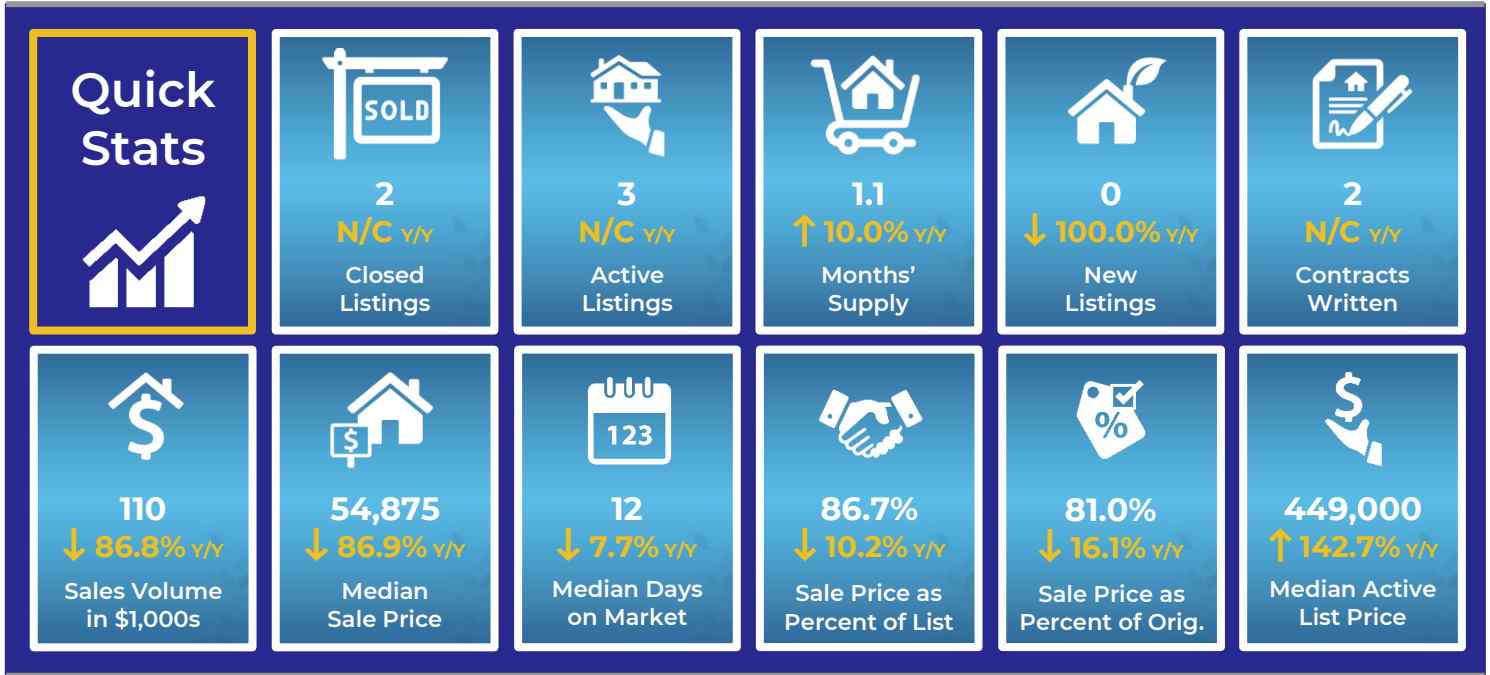 Quick
Stats
SOLD
2
N/C Y/Y
Closed
Listings
3
N/C Y/Y
Active
Listings
1.1
↑ 10.0% Y/Y
Months’
Supply
0
↓ 100.0% Y/Y
New
Listings
2
N/C Y/Y
Contracts
Written
$
110
↓ 86.8% Y/Y
Sales Volume
in $1,000s
$
54,875
↓ 86.9% Y/Y
Median
Sale Price
123
12
↓ 7.7% Y/Y
Median Days
on Market
86.7%
↓ 10.2% Y/Y
Sale Price as
Percent of List
%
81.0%
↓ 16.1% Y/Y
Sale Price as
Percent of Orig.
$
449,000
↑ 142.7% Y/Y
Median Active
List Price